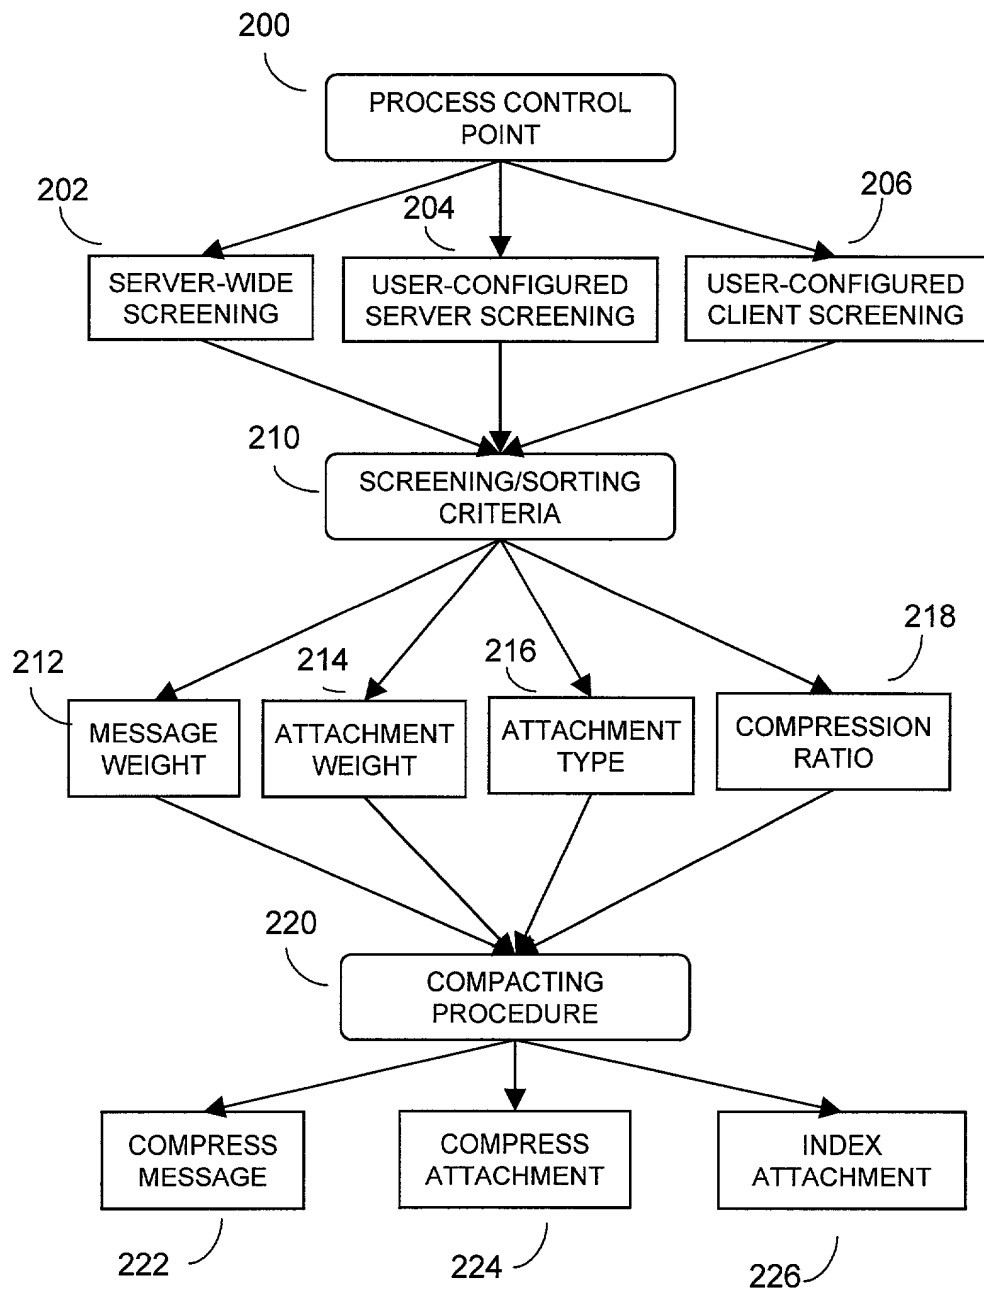 200
PROCESS CONTROL
POINT
202
204
206
SERVER-WIDE
SCREENING
USER-CONFIGURED
SERVER SCREENING
USER-CONFIGURED
CLIENT SCREENING
210
SCREENING/SORTING
CRITERIA
212
214
216
218
MESSAGE
WEIGHT
ATTACHMENT
WEIGHT
ATTACHMENT
TYPE
COMPRESSION
RATIO
220
COMPACTING
PROCEDURE
COMPRESS
MESSAGE
COMPRESS
ATTACHMENT
INDEX
ATTACHMENT
222
224
226